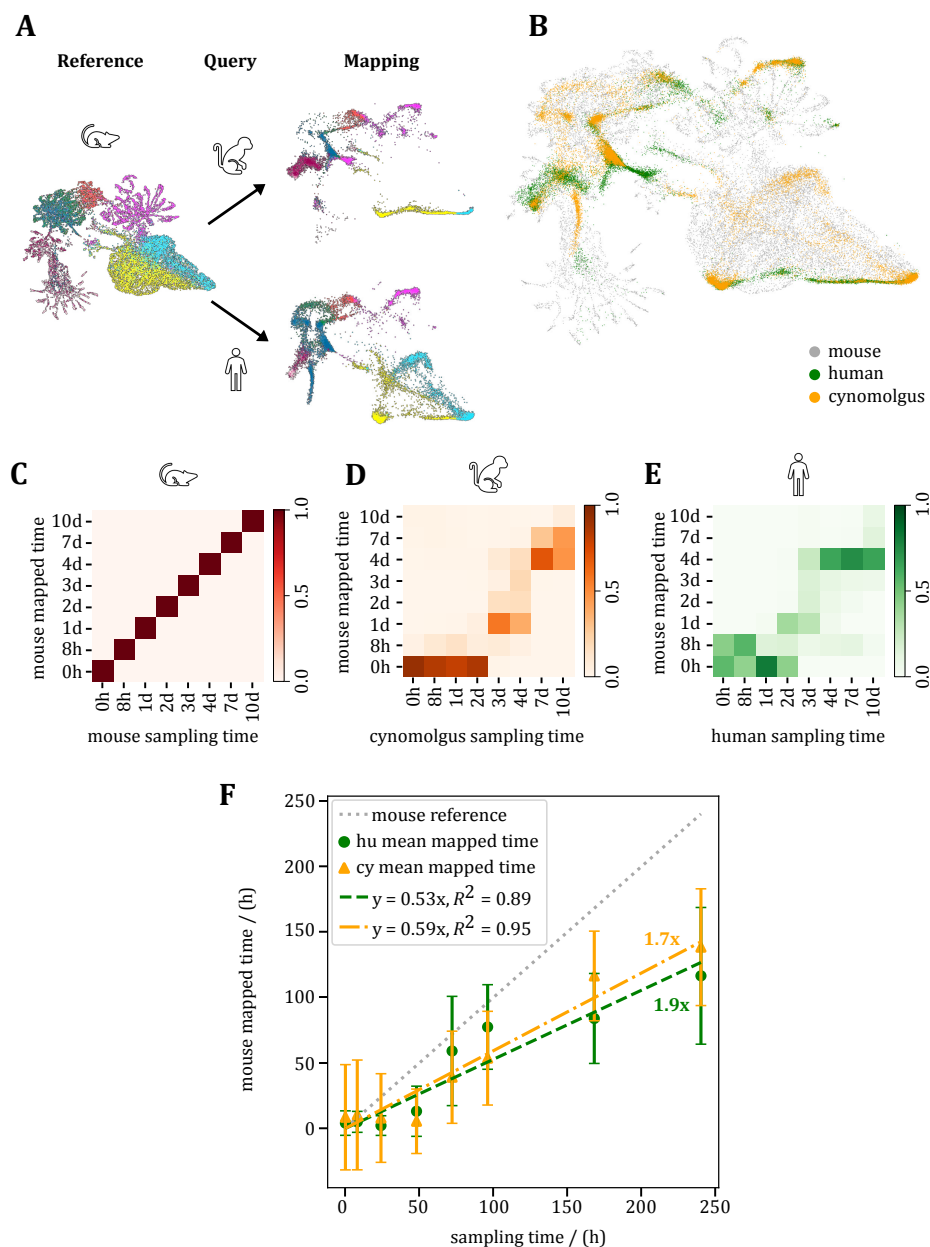 A
Reference
Query
Mapping
B
mouse
human
cynomolgus
C
mouse mapped time
10d
7d
4d
3d
2d
1d
8h
0h
0h
8h
1d
2d
3d
4d
7d
10d
mouse sampling time
1.0
0.5
0.0
D
mouse mapped time
10d
7d
4d
3d
2d
1d
8h
0h
0h
8h
1d
2d
3d
4d
7d
10d
cynomolgus sampling time
1.0
0.5
0.0
E
mouse mapped time
10d
7d
4d
3d
2d
1d
8h
0h
0h
8h
1d
2d
3d
4d
7d
10d
human sampling time
1.0
0.5
0.0
F
mouse mapped time / (h)
250
200
150
100
50
0
mouse reference
hu mean mapped time
cy mean mapped time
y = 0.53x, R² = 0.89
y = 0.59x, R² = 0.95
1.7x
1.9x
0
50
100
150
200
250
sampling time / (h)